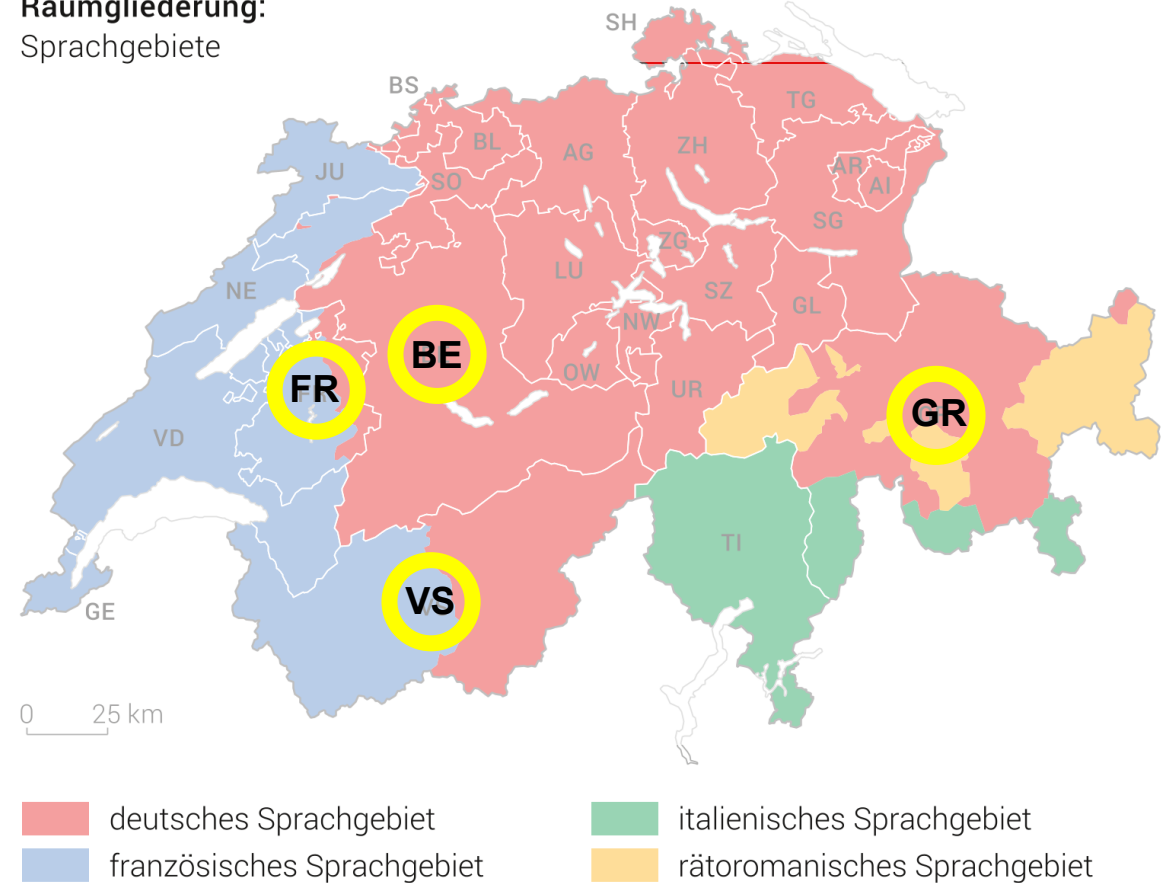 Raumgliederung:
Sprachgebiete
SH
BS
TG
BL
AG
ZH
JU
SO
AR
AI
SG
ZG
LU
NE
SZ
GL
NW
BE
OW
FR
UR
GR
VD
TI
VS
GE
0 25 km
deutsches Sprachgebiet
italienisches Sprachgebiet
französisches Sprachgebiet
rätoromanisches Sprachgebiet